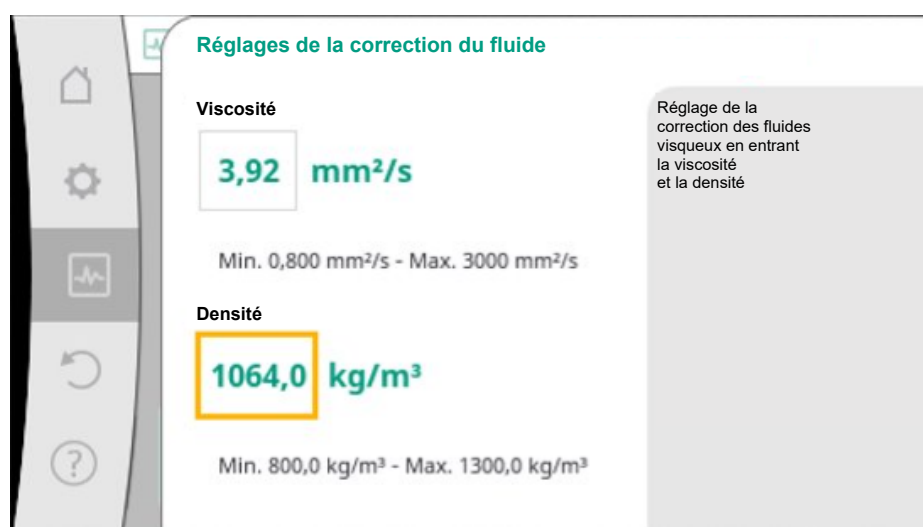 Réglages de la correction du fluide
Viscosité
3,92 mm²/s
Min. 0,800 mm²/s - Max. 3000 mm²/s
Densité
1064,0 kg/m³
Min. 800,0 kg/m³ - Max. 1300,0 kg/m³
Réglage de la
correction des fluides
visqueux en entrant
la viscosité
et la densité
?